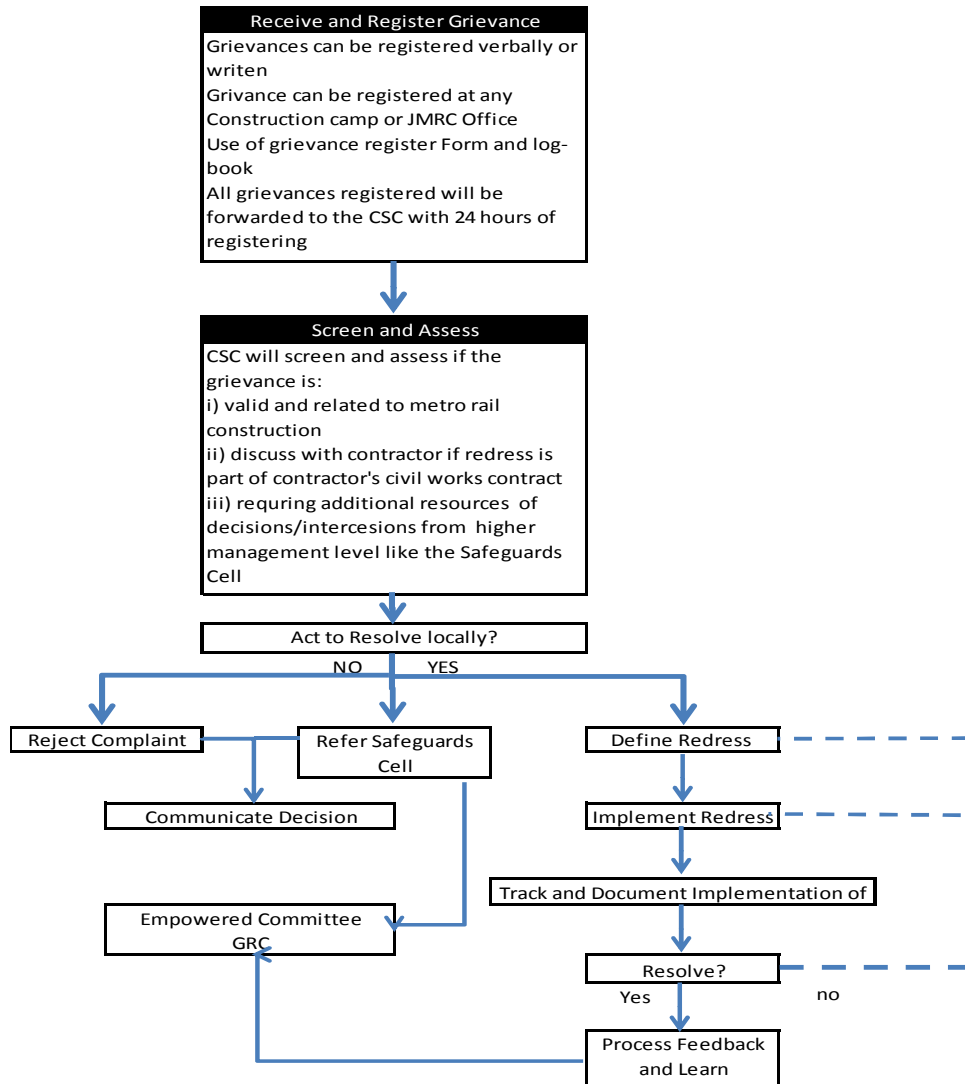 Receive and Register Grievance
Grievances can be registered verbally or
writen
Grivance can be registered at any
Construction camp or JMRC Office
Use of grievance register Form and log-
book
All grievances registered will be
forwarded to the CSC with 24 hours of
registering
Screen and Assess
CSC will screen and assess if the
grievance is:
i) valid and related to metro rail
construction
ii) discuss with contractor if redress is
part of contractor's civil works contract
iii) requring additional resources of
decisions/intercesions from higher
management level like the Safeguards
Cell
Act to Resolve locally?
NO YES
Reject Complaint
Refer Safeguards
Cell
Define Redress
Communicate Decision
Implement Redress
Track and Document Implementation of
Empowered Committee
GRC
Resolve?
Yes no
Process Feedback
and Learn